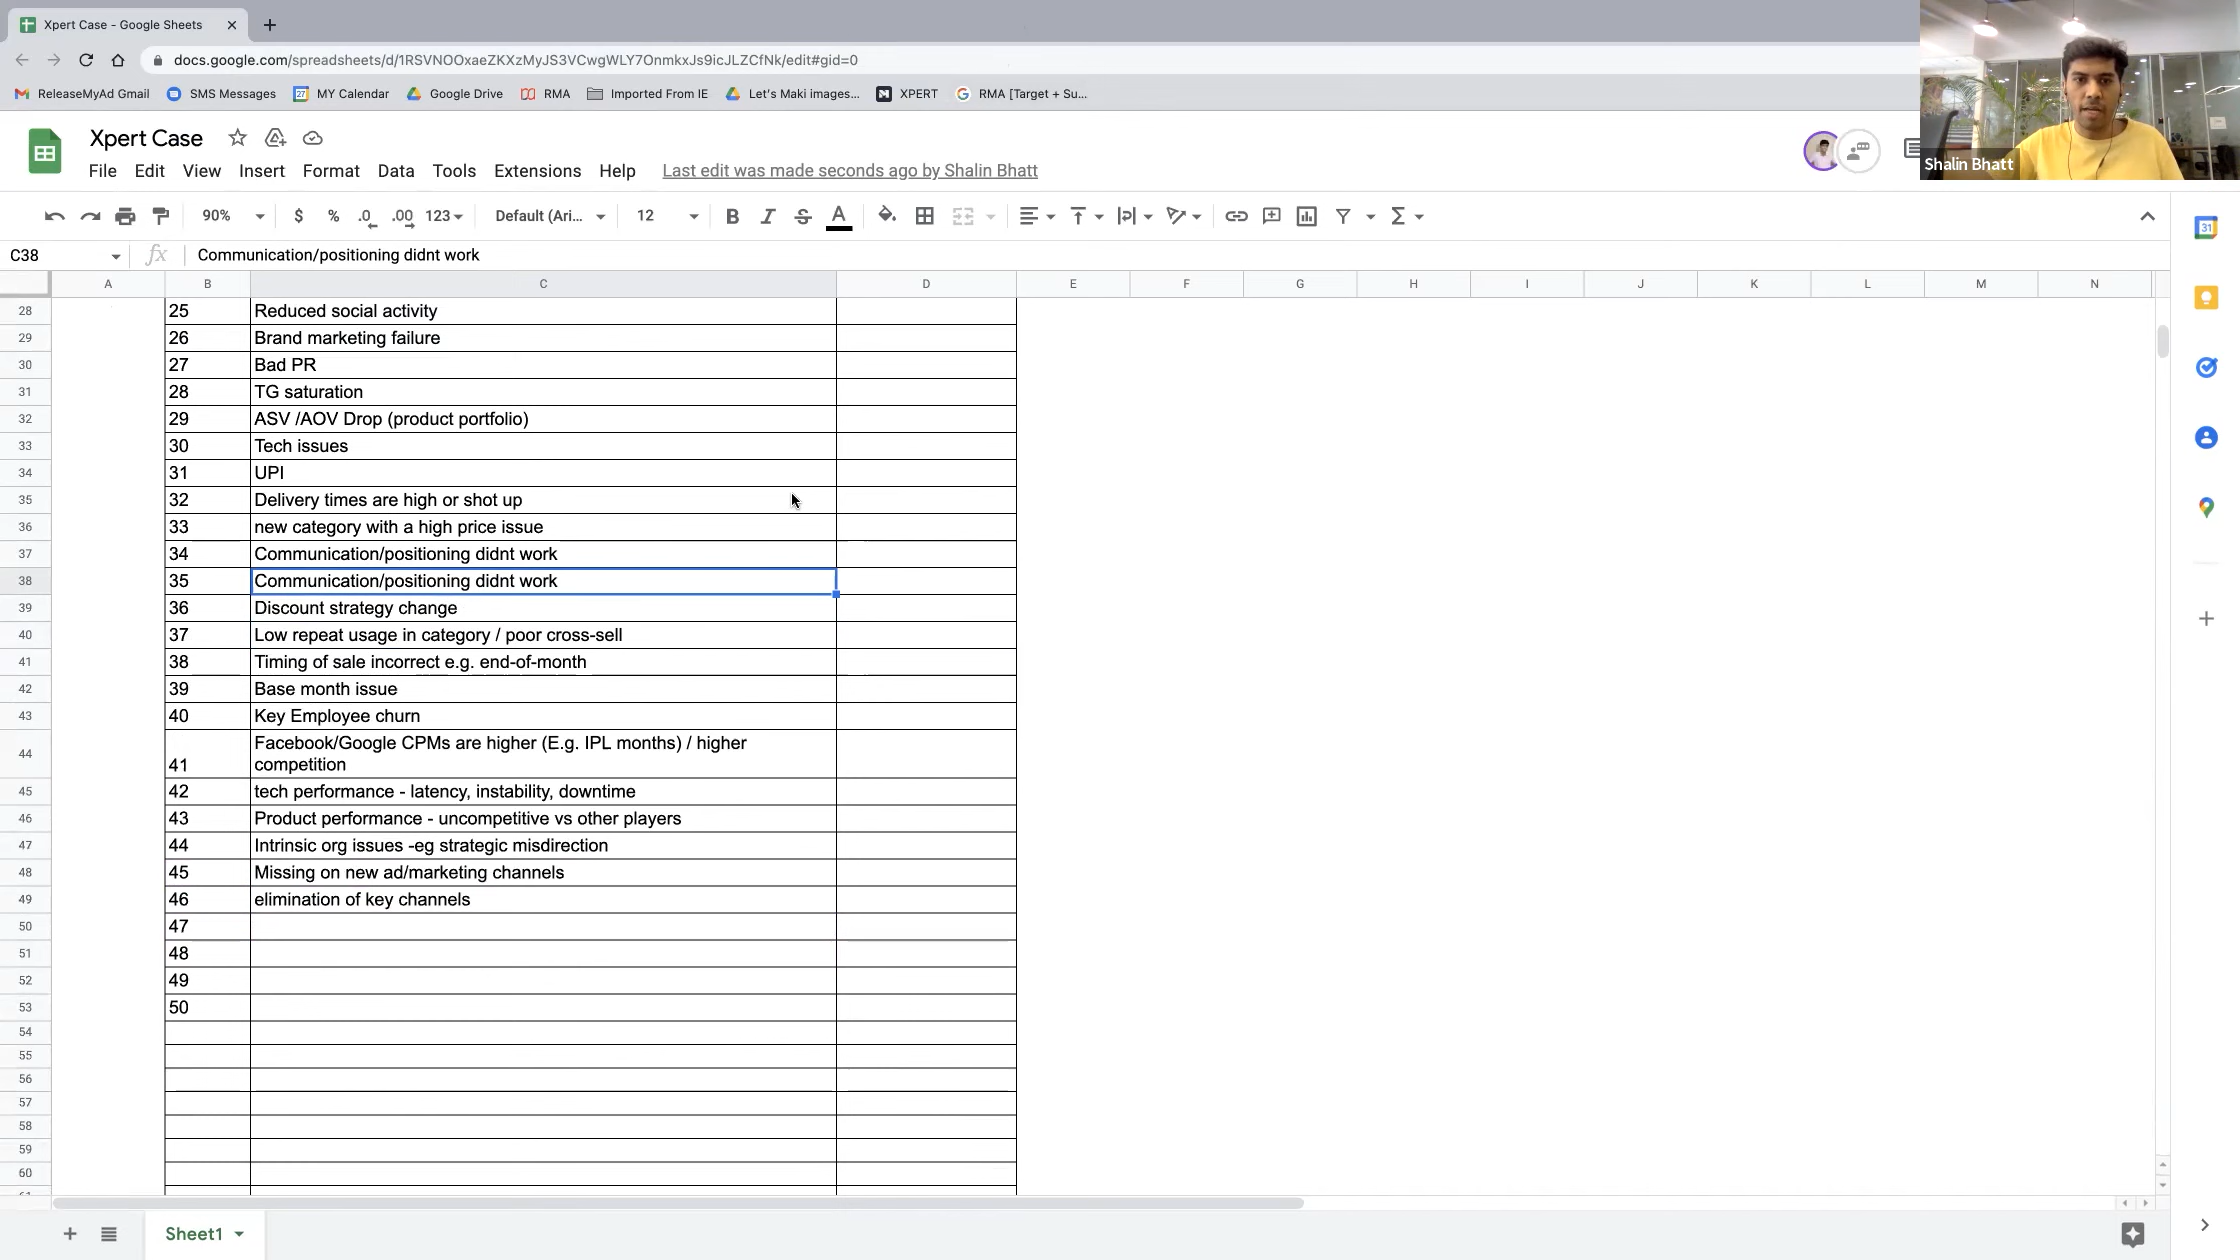 Xpert Case - Google Sheets
docs.google.com/spreadsheets/d/1RSVNOOxaeZKXzMyJS3VCwgWLY7OnmkxJs9icJLZCfNk/edit#gid=0
ReleaseMyAd Gmail SMS Messages MY Calendar Google Drive RMA Imported From IE Let's Maki images... XPERT RMA [Target + Su...
Shalin Bhatt
Xpert Case
File Edit View Insert Format Data Tools Extensions Help Last edit was made seconds ago by Shalin Bhatt
90% $ % .0 .00 123 Default (Ari... 12 B I S A
C38 fx Communication/positioning didnt work
A B C D E F G H I J K L M N
28 25 Reduced social activity
29 26 Brand marketing failure
30 27 Bad PR
31 28 TG saturation
32 29 ASV /AOV Drop (product portfolio)
33 30 Tech issues
34 31 UPI
35 32 Delivery times are high or shot up
36 33 new category with a high price issue
37 34 Communication/positioning didnt work
38 35 Communication/positioning didnt work
39 36 Discount strategy change
40 37 Low repeat usage in category / poor cross-sell
41 38 Timing of sale incorrect e.g. end-of-month
42 39 Base month issue
43 40 Key Employee churn
44 41 Facebook/Google CPMs are higher (E.g. IPL months) / higher
competition
45 42 tech performance - latency, instability, downtime
46 43 Product performance - uncompetitive vs other players
47 44 Intrinsic org issues -eg strategic misdirection
48 45 Missing on new ad/marketing channels
49 46 elimination of key channels
50 47
51 48
52 49
53 50
54
55
56
57
58
59
60
61
Sheet1